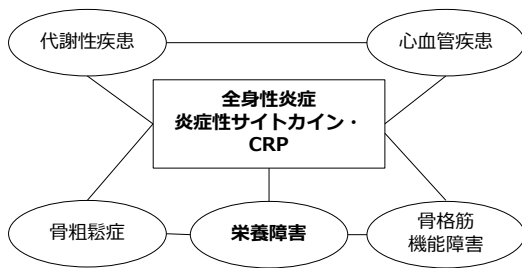 代謝性疾患
心血管疾患
全身性炎症
炎症性サイトカイン・
CRP
骨粗鬆症
栄養障害
骨格筋
機能障害